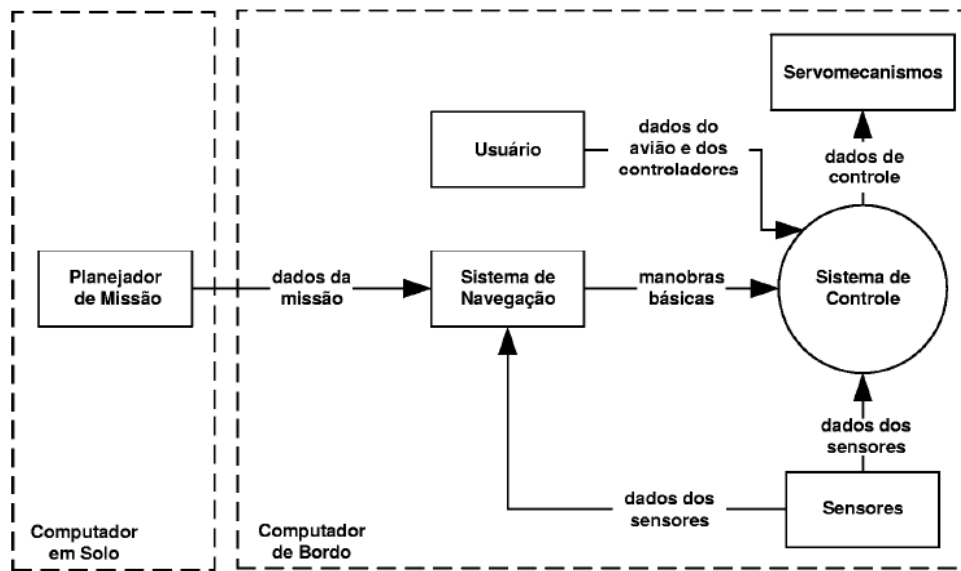 Servomecanismos
Usuário
dados do
avião e dos
controladores
dados de
controle
Planejador
de Missão
dados da
missão
Sistema de
Navegação
manobras
básicas
Sistema de
Controle
dados dos
sensores
dados dos
sensores
Sensores
Computador
em Solo
Computador
de Bordo